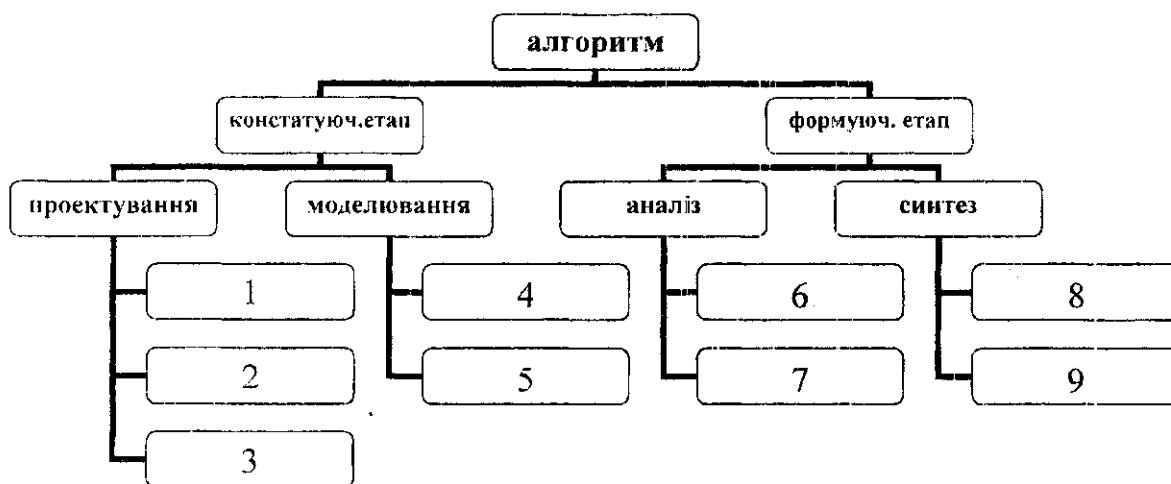 алгоритм
констатуюч.етап
формуюч. етап
проектування
моделювання
аналіз
синтез
1
4
6
8
2
5
7
9
3